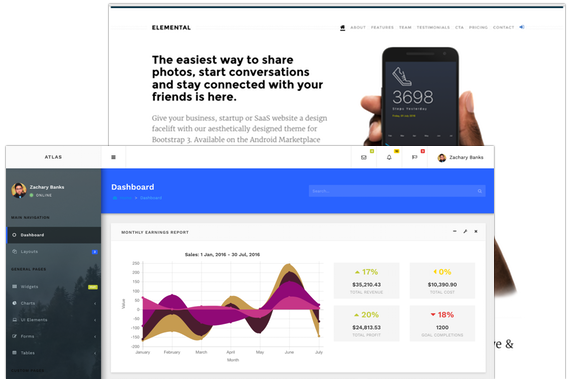 ELEMENTAL
ABOUT FEATURES TEAM TESTIMONIALS CTA PRICING CONTACT
The easiest way to share
photos, start conversations
and stay connected with your
friends is here.
Give your business, startup or SaaS website a design
facelift with our aesthetically designed theme for
Bootstrap 3. Available on the Android Marketplace
3698
ATLAS
Zachary Banks
Zachary Banks
ONLINE
Dashboard
Dashboard
Search
MAIN NAVIGATION
Dashboard
Layouts
GENERAL PAGES
Widgets
Charts
UI Elements
Forms
Tables
MONTHLY EARNINGS REPORT
Sales: 1 Jan, 2016 - 30 Jul, 2016
Value
250
200
150
100
50
0
-50
-100
-150
-200
January February March April May June July
Month
17%
$35,210.43
TOTAL REVENUE
0%
$10,390.90
TOTAL COST
20%
$24,813.53
TOTAL PROFIT
18%
1200
GOAL COMPLETIONS
ve &